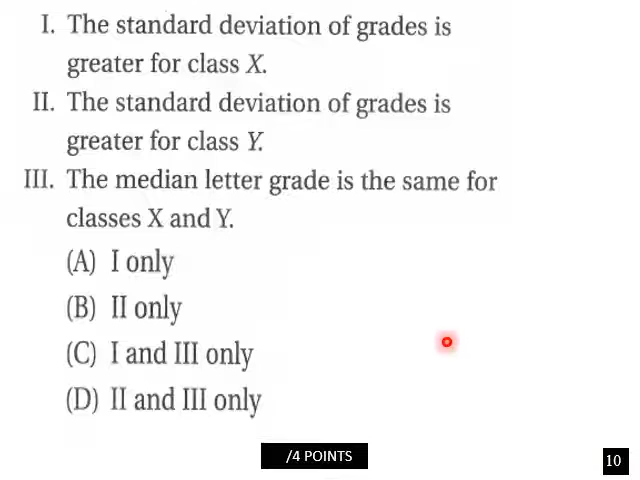 I. The standard deviation of grades is
greater for class X.
II. The standard deviation of grades is
greater for class Y.
III. The median letter grade is the same for
classes X and Y.
(A) I only
(B) II only
(C) I and III only
(D) II and III only
/4 POINTS
10